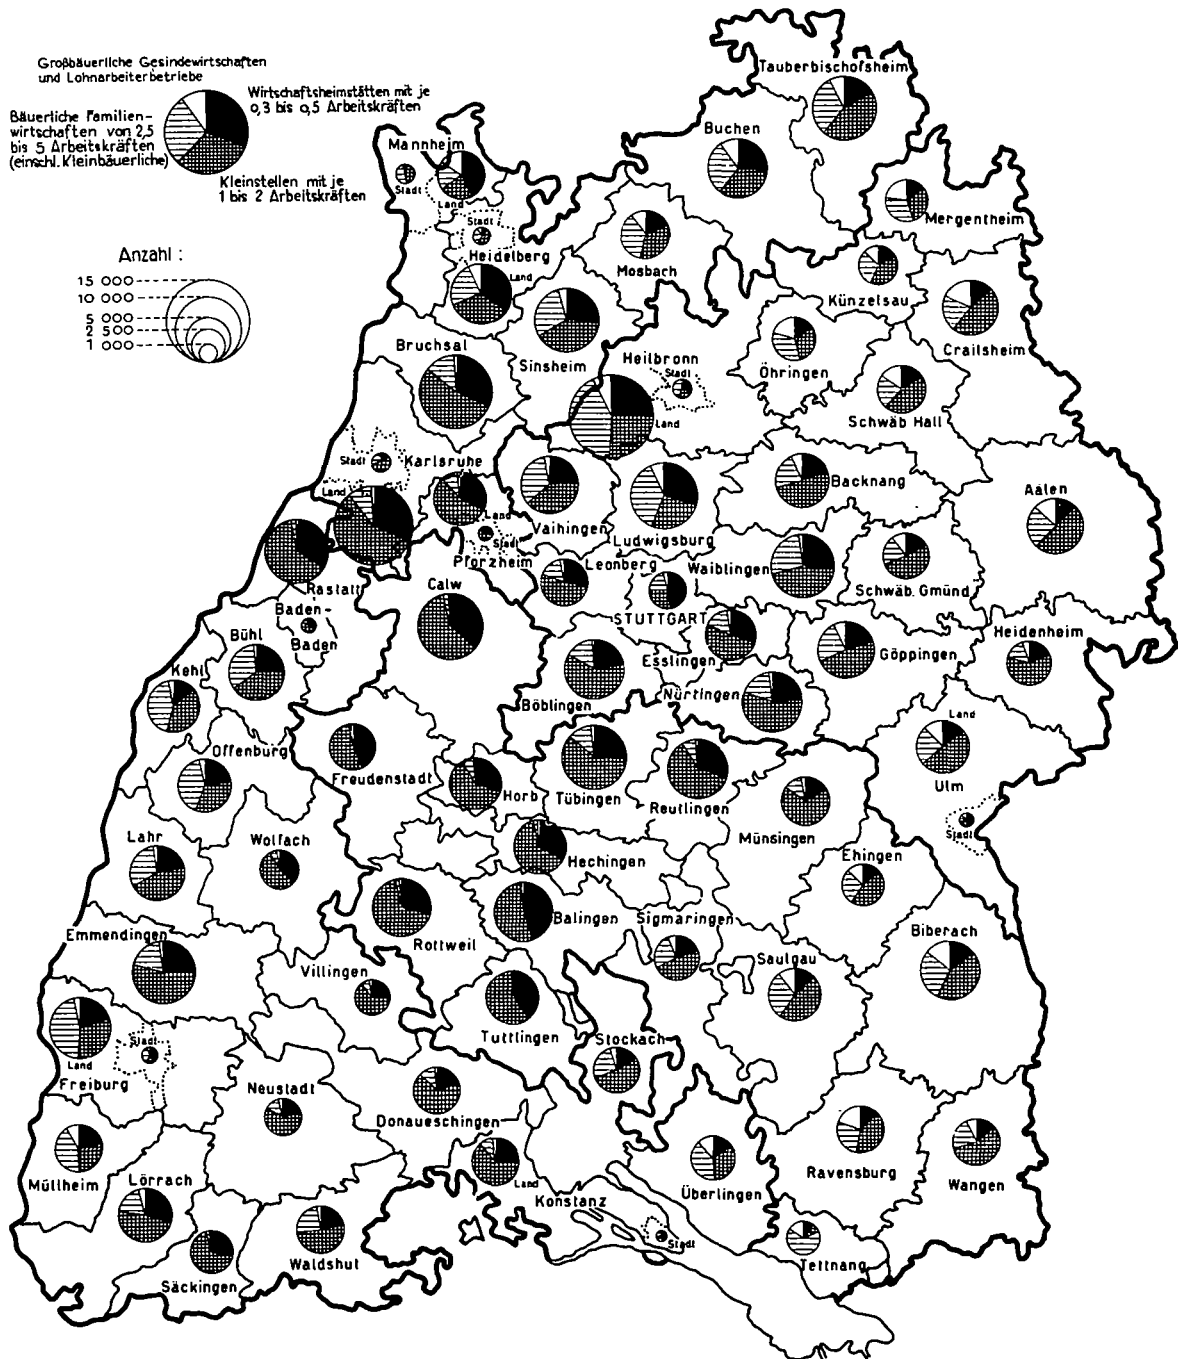 Großbäuerliche Gesindewirtschaften
und Lohnarbeiterbetriebe
Wirtschaftsheimstätten mit je
0,3 bis 0,5 Arbeitskräften
Bäuerliche Familien-
wirtschaften von 2,5
bis 5 Arbeitskräften
(einschl. Kleinbäuerliche)
Kleinstellen mit je
1 bis 2 Arbeitskräften
Anzahl :
15 000
10 000
5 000
2 500
1 000
Tauberbischofsheim
Buchen
Mannheim
Stadt
Land
Mergentheim
Stadt
Heidelberg
Land
Mosbach
Künzelsau
Crailsheim
Bruchsal
Sinsheim
Heilbronn
Stadt
Land
Öhringen
Schwäb Hall
Stadt
Karlsruhe
Land
Backnang
Aalen
Land
Stadt
Pforzheim
Vaihingen
Ludwigsburg
Leonberg
Waiblingen
Schwäb. Gmünd
Rastatt
Calw
Baden-
Baden
STUTTGART
Bühl
Esslingen
Göppingen
Heidenheim
Kehl
Böblingen
Nürtingen
Offenburg
Freudenstadt
Land
Ulm
Stadt
Horb
Tübingen
Reutlingen
Münsingen
Lahr
Wolfach
Hechingen
Ehingen
Balingen
Sigmaringen
Rottweil
Emmendingen
Biberach
Villingen
Saulgau
Tuttlingen
Stadt
Land
Freiburg
Stockach
Neustadt
Donaueschingen
Müllheim
Land
Konstanz
Stadt
Überlingen
Ravensburg
Wangen
Lörrach
Waldshut
Tettnang
Säckingen